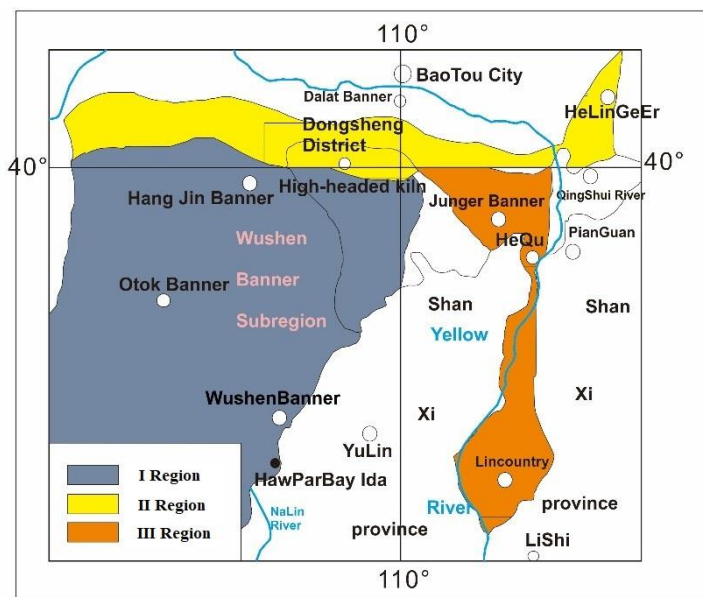 110°
BaoTou City
Dalat Banner
HeLinGeEr
Dongsheng
District
40°
40°
High-headed kiln
Hang Jin Banner
Junger Banner
QingShui River
PianGuan
HeQu
Wushen
Banner
Subregion
Otok Banner
Shan
Shan
Yellow
WushenBanner
Xi
Xi
YuLin
Lincountry
I Region
II Region
III Region
HawParBay Ida
NaLin
River
River
province
province
LiShi
110°